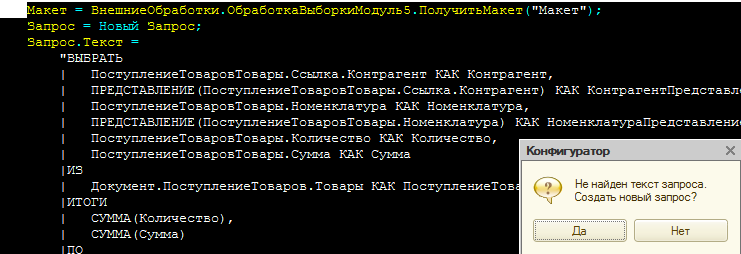 Макет = ВнешниеОбработки.ОбработкаВыборкиМодуль5.ПолучитьМакет("Макет");
Запрос = Новый Запрос;
Запрос.Текст =
"ВЫБРАТЬ
| ПоступлениеТоваровТовары.Ссылка.Контрагент КАК Контрагент,
| ПРЕДСТАВЛЕНИЕ(ПоступлениеТоваровТовары.Ссылка.Контрагент) КАК КонтрагентПредставле
| ПоступлениеТоваровТовары.Номенклатура КАК Номенклатура,
| ПРЕДСТАВЛЕНИЕ(ПоступлениеТоваровТовары.Номенклатура) КАК НоменклатураПредставлени
| ПоступлениеТоваровТовары.Количество КАК Количество,
| ПоступлениеТоваровТовары.Сумма КАК Сумма
|ИЗ
| Документ.ПоступлениеТоваров.Товары КАК ПоступлениеТова
|ИТОГИ
| СУММА(Количество),
| СУММА(Сумма)
|ПО
Конфигуратор
Не найден текст запроса.
Создать новый запрос?
Да Нет